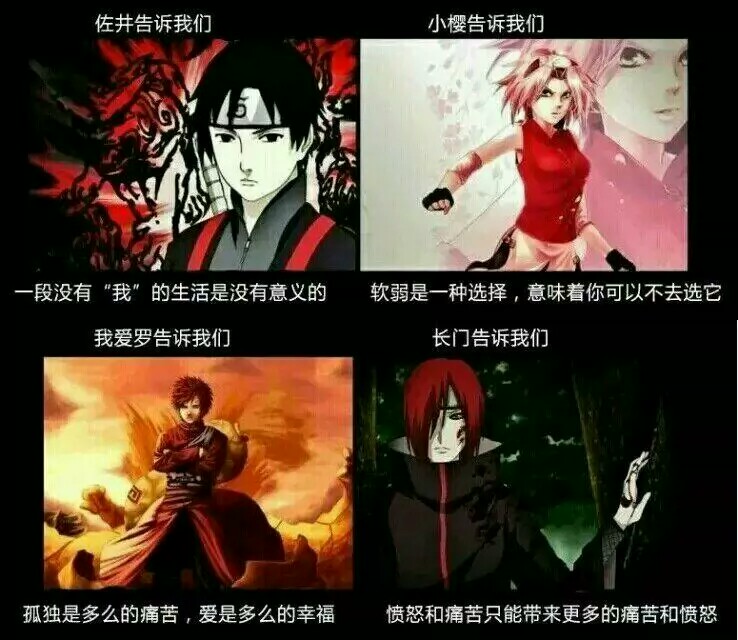 佐井告诉我们
小樱告诉我们
一段没有“我”的生活是没有意义的
软弱是一种选择，意味着你可以不去选它
我爱罗告诉我们
长门告诉我们
孤独是多么的痛苦，爱是多么的幸福
愤怒和痛苦只能带来更多的痛苦和愤怒